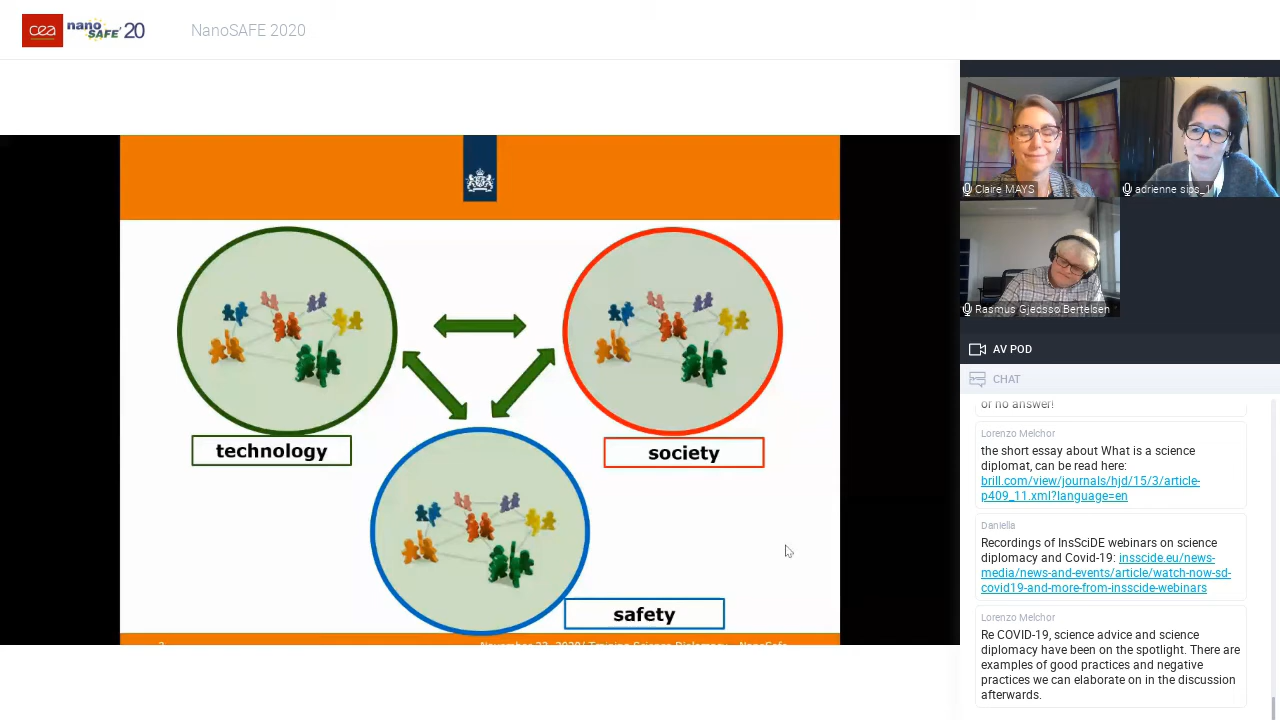 cea nano SAFE 20
NanoSAFE 2020
technology
society
safety
Claire MAYS
adrienne sips_1
Rasmus Gjedssø Bertelsen
AV POD
CHAT
or no answer!
Lorenzo Melchor
the short essay about What is a science
diplomat, can be read here:
brill.com/view/journals/hjd/15/3/article-
p409_11.xml?language=en
Daniella
Recordings of InsSciDE webinars on science
diplomacy and Covid-19: insscide.eu/news-
media/news-and-events/article/watch-now-sd-
covid19-and-more-from-insscide-webinars
Lorenzo Melchor
Re COVID-19, science advice and science
diplomacy have been on the spotlight. There are
examples of good practices and negative
practices we can elaborate on in the discussion
afterwards.